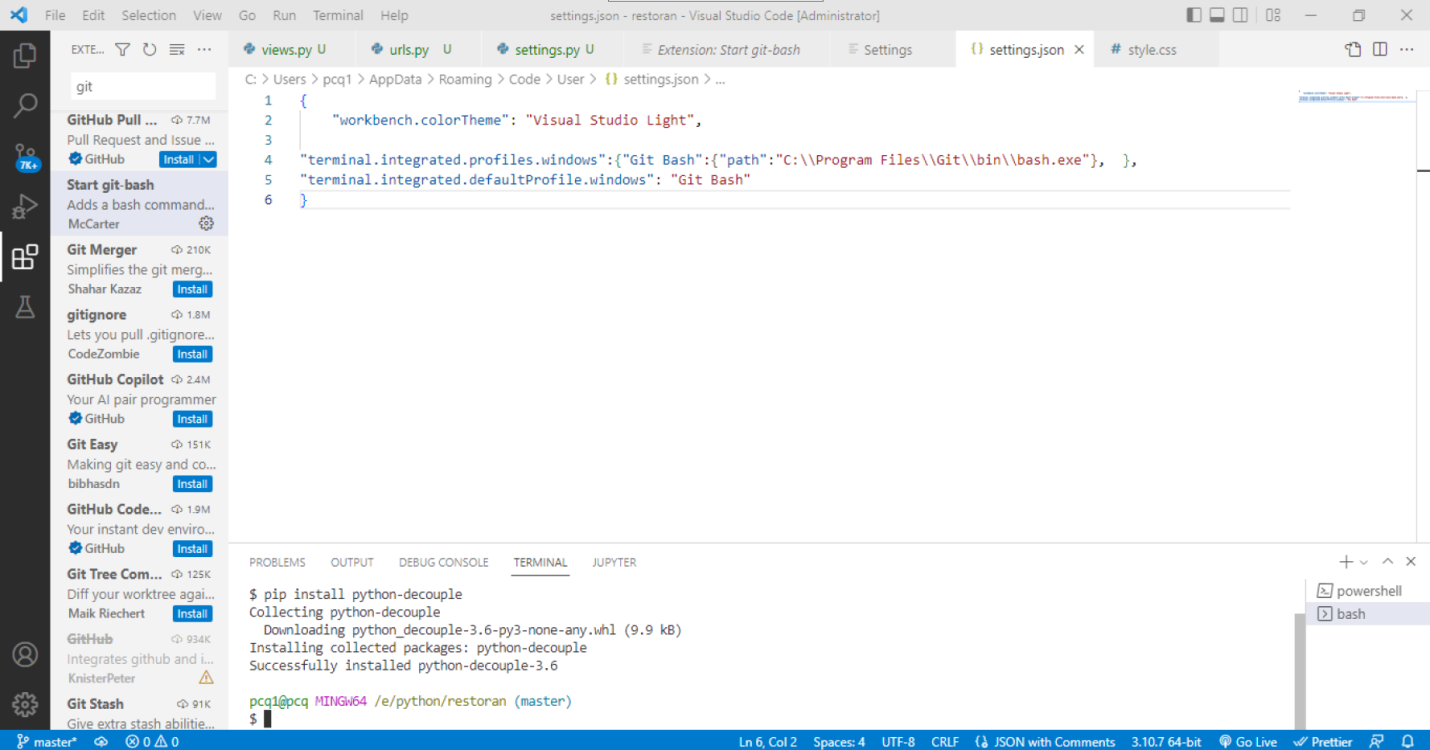 File Edit Selection View Go Run Terminal Help
settings.json - restoran - Visual Studio Code [Administrator]
EXTE...
views.py U
urls.py U
settings.py U
Extension: Start git-bash
Settings
{} settings.json
# style.css
git
C: > Users > pcq1 > AppData > Roaming > Code > User > {} settings.json > ...
7K+
GitHub Pull ... 7.7M
Pull Request and Issue ...
GitHub Install
Start git-bash
Adds a bash command...
McCarter
Git Merger 210K
Simplifies the git merg...
Shahar Kazaz Install
gitignore 1.8M
Lets you pull .gitignore...
CodeZombie Install
GitHub Copilot 2.4M
Your AI pair programmer
GitHub Install
Git Easy 151K
Making git easy and co...
bibhasdn Install
GitHub Code... 1.9M
Your instant dev enviro...
GitHub Install
Git Tree Com... 125K
Diff your worktree agai...
Maik Riechert Install
GitHub 934K
Integrates github and i...
KnisterPeter
Git Stash 91K
Give extra stash abilitie...
1 {
2 "workbench.colorTheme": "Visual Studio Light",
3
4 "terminal.integrated.profiles.windows":{"Git Bash":{"path":"C:\\Program Files\\Git\\bin\\bash.exe"}, },
5 "terminal.integrated.defaultProfile.windows": "Git Bash"
6 }
PROBLEMS OUTPUT DEBUG CONSOLE TERMINAL JUPYTER
$ pip install python-decouple
Collecting python-decouple
Downloading python_decouple-3.6-py3-none-any.whl (9.9 kB)
Installing collected packages: python-decouple
Successfully installed python-decouple-3.6
pcq1@pcq MINGW64 /e/python/restoran (master)
$
powershell
bash
master* 0 0 Ln 6, Col 2 Spaces: 4 UTF-8 CRLF {} JSON with Comments 3.10.7 64-bit Go Live Prettier